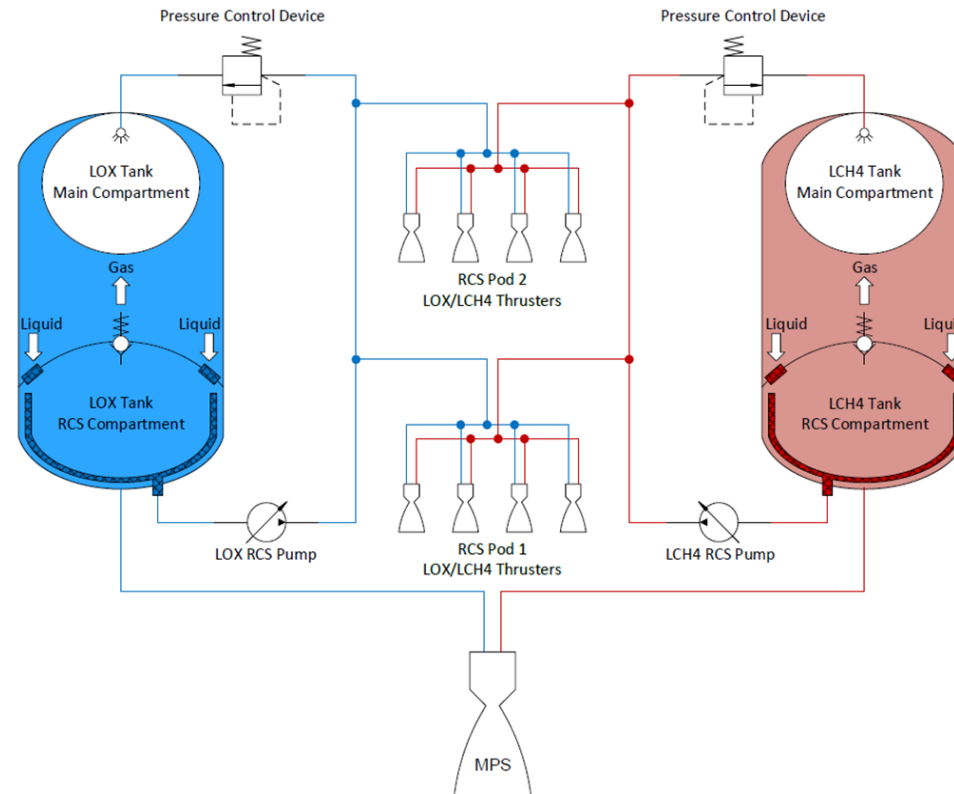 Pressure Control Device
Pressure Control Device
LOX Tank
Main Compartment
LCH4 Tank
Main Compartment
Gas
Gas
RCS Pod 2
LOX/LCH4 Thrusters
Liquid
Liquid
Liquid
Liqui
LOX Tank
RCS Compartment
LCH4 Tank
RCS Compartment
LOX RCS Pump
RCS Pod 1
LOX/LCH4 Thrusters
LCH4 RCS Pump
MPS